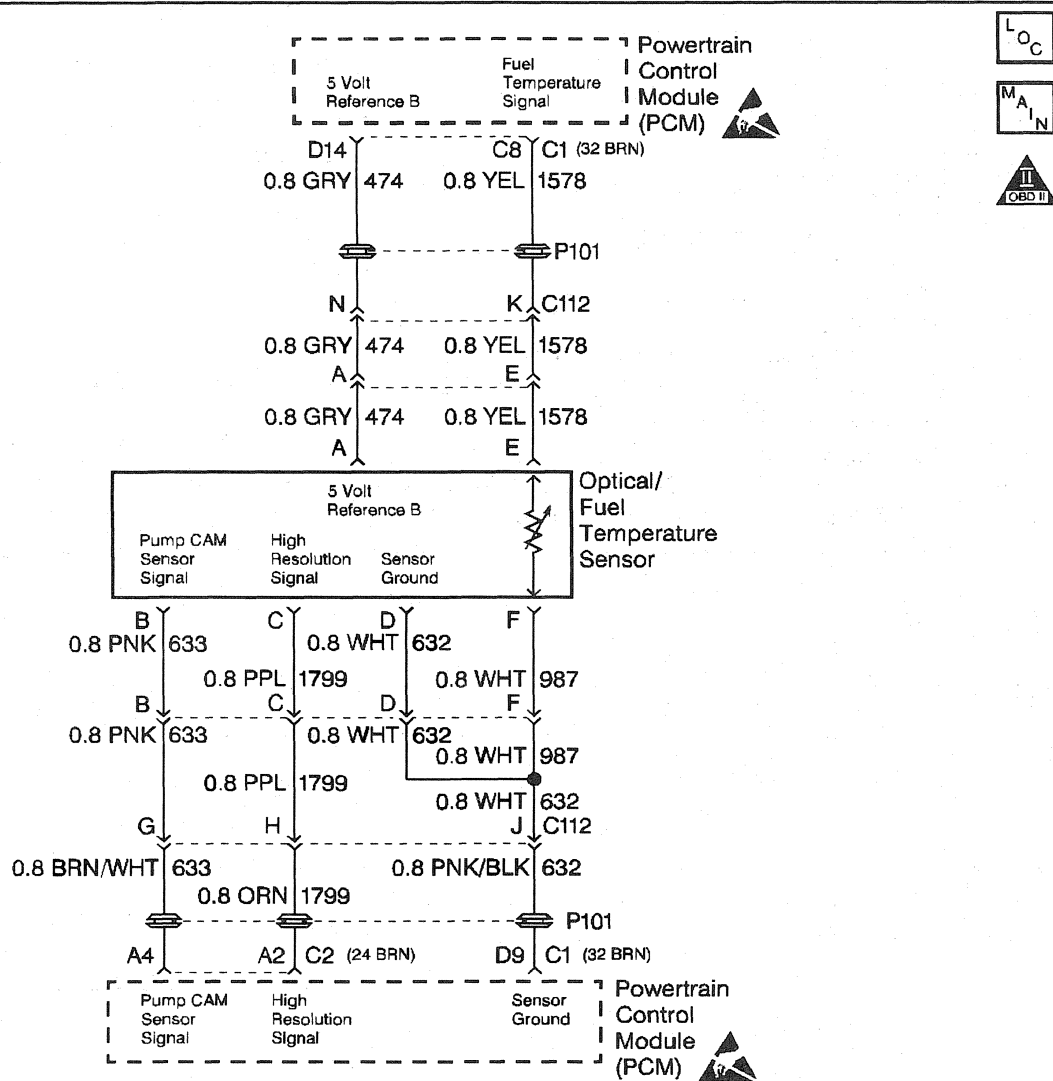 L O C
M A I N
II
OBD II
Powertrain
Control
Module
(PCM)
5 Volt
Reference B
Fuel
Temperature
Signal
D14 C8 C1 (32 BRN)
0.8 GRY 474 0.8 YEL 1578
P101
N K C112
0.8 GRY 474 0.8 YEL 1578
A E
0.8 GRY 474 0.8 YEL 1578
A E
Optical/
Fuel
Temperature
Sensor
5 Volt
Reference B
Pump CAM
Sensor
Signal
High
Resolution
Signal
Sensor
Ground
B C D F
0.8 PNK 633 0.8 WHT 632
0.8 PPL 1799 0.8 WHT 987
B C D F
0.8 PNK 633 0.8 WHT 632
0.8 WHT 987
0.8 PPL 1799
0.8 WHT 632
G H J C112
0.8 BRN/WHT 633 0.8 PNK/BLK 632
0.8 ORN 1799
P101
A4 A2 C2 (24 BRN) D9 C1 (32 BRN)
Pump CAM
Sensor
Signal
High
Resolution
Signal
Sensor
Ground
Powertrain
Control
Module
(PCM)